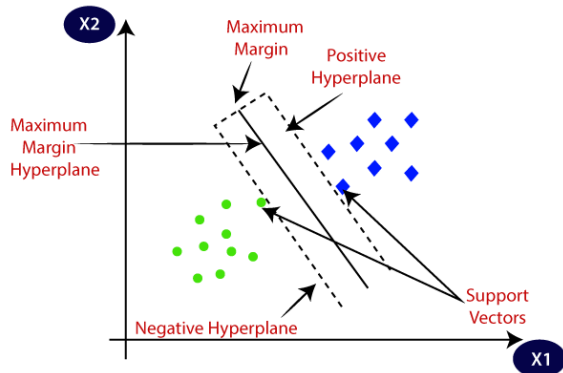 X2
Maximum
Margin
Positive
Hyperplane
Maximum
Margin
Hyperplane
Support
Vectors
Negative Hyperplane
X1